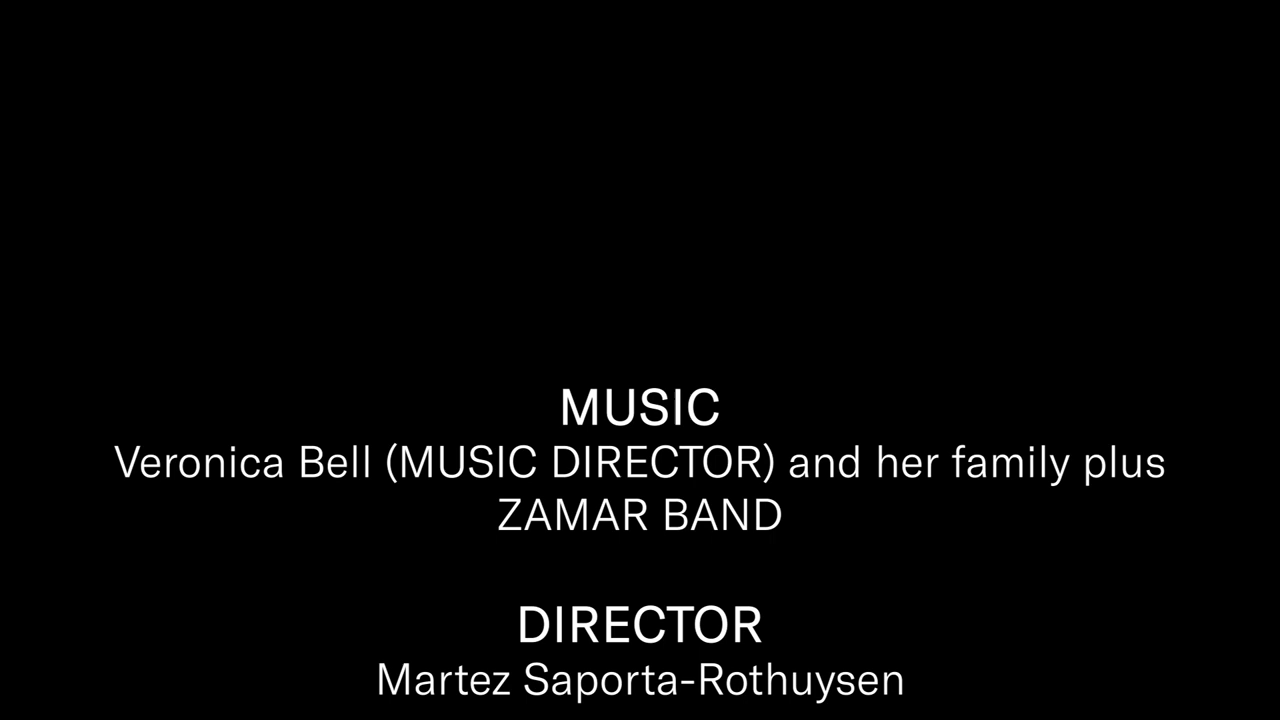 MUSIC
Veronica Bell (MUSIC DIRECTOR) and her family plus
ZAMAR BAND
DIRECTOR
Martez Saporta-Rothuysen